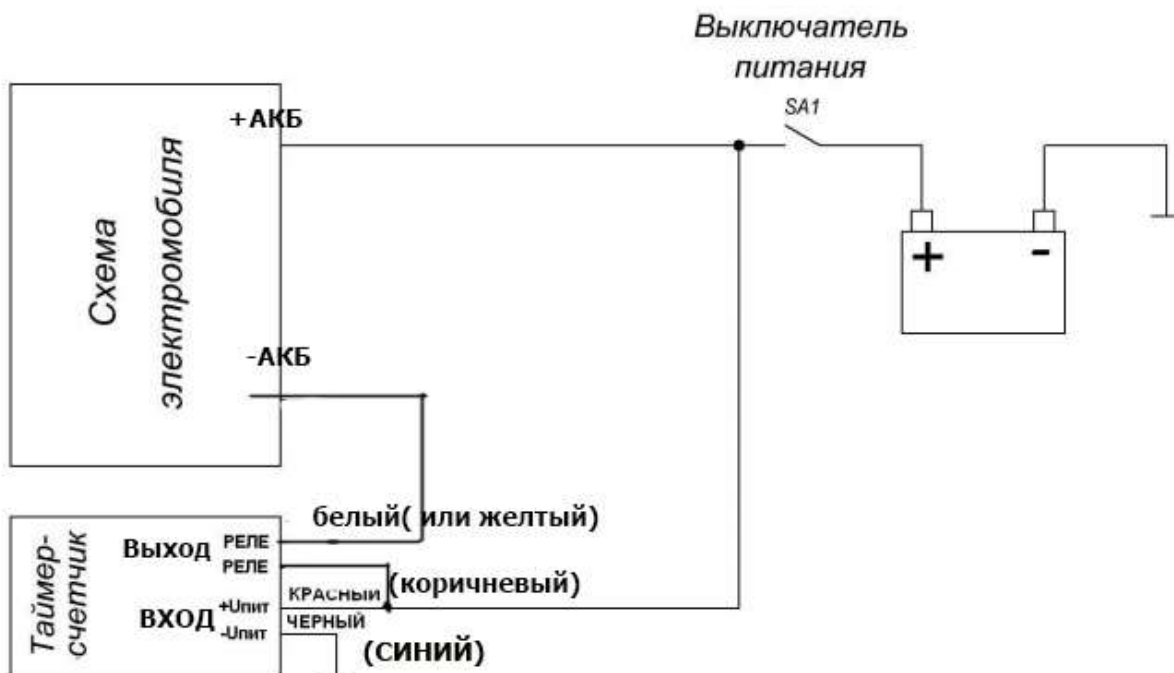 Выключатель
питания
SA1
+АКБ
Схема
электромобиля
+ -
-АКБ
белый( или желтый)
Таймер-
счетчик
Выход РЕЛЕ
РЕЛЕ
(коричневый)
КРАСНЫЙ
ВХОД +Uпит
ЧЕРНЫЙ
-Uпит
(СИНИЙ)